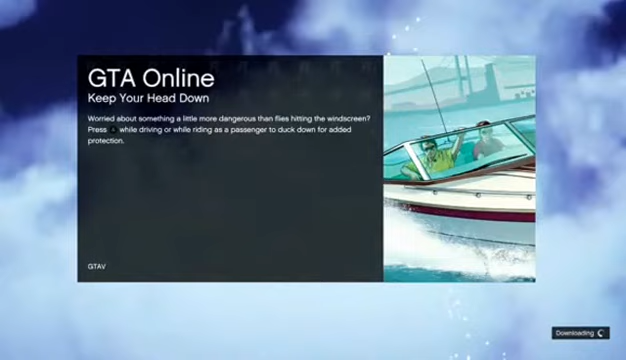 GTA Online
Keep Your Head Down
Worried about something a little more dangerous than flies hitting the windscreen?
Press while driving or while riding as a passenger to duck down for added
protection.
GTAV
Downloading